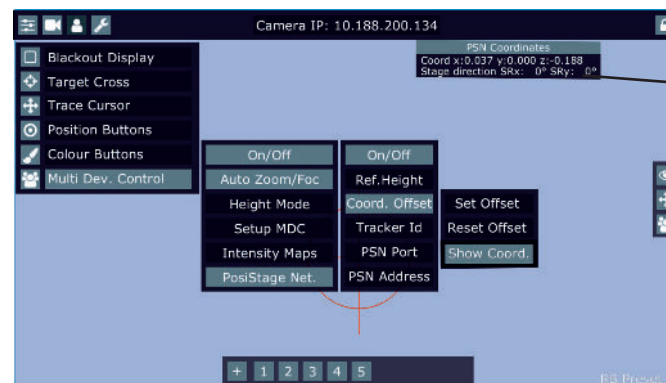 Camera IP: 10.188.200.134
PSN Coordinates
Coord x:0.037 y:0.000 z:-0.188
Stage direction SRx: 0° SRy: 0°
Blackout Display
Target Cross
Trace Cursor
Position Buttons
Colour Buttons
Multi Dev. Control
On/Off
Auto Zoom/Foc
Height Mode
Setup MDC
Intensity Maps
PosiStage Net.
On/Off
Ref.Height
Coord. Offset
Tracker Id
PSN Port
PSN Address
Set Offset
Reset Offset
Show Coord.
+ 1 2 3 4 5